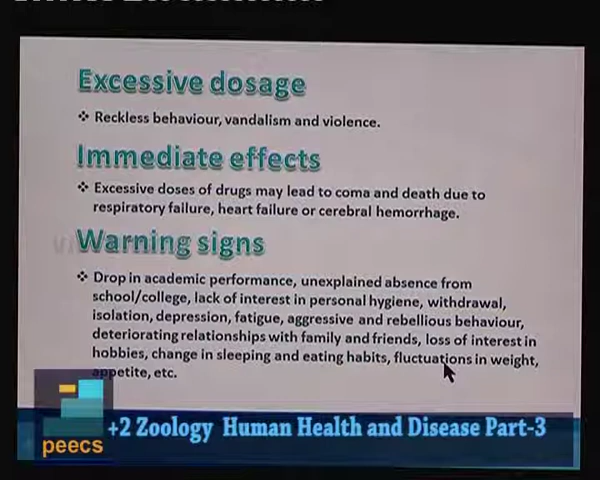 Excessive dosage
❖ Reckless behaviour, vandalism and violence.
Immediate effects
❖ Excessive doses of drugs may lead to coma and death due to
respiratory failure, heart failure or cerebral hemorrhage.
Warning signs
❖ Drop in academic performance, unexplained absence from
school/college, lack of interest in personal hygiene, withdrawal,
isolation, depression, fatigue, aggressive and rebellious behaviour,
deteriorating relationships with family and friends, loss of interest in
hobbies, change in sleeping and eating habits, fluctuations in weight,
appetite, etc.
+2 Zoology Human Health and Disease Part-3
peecs